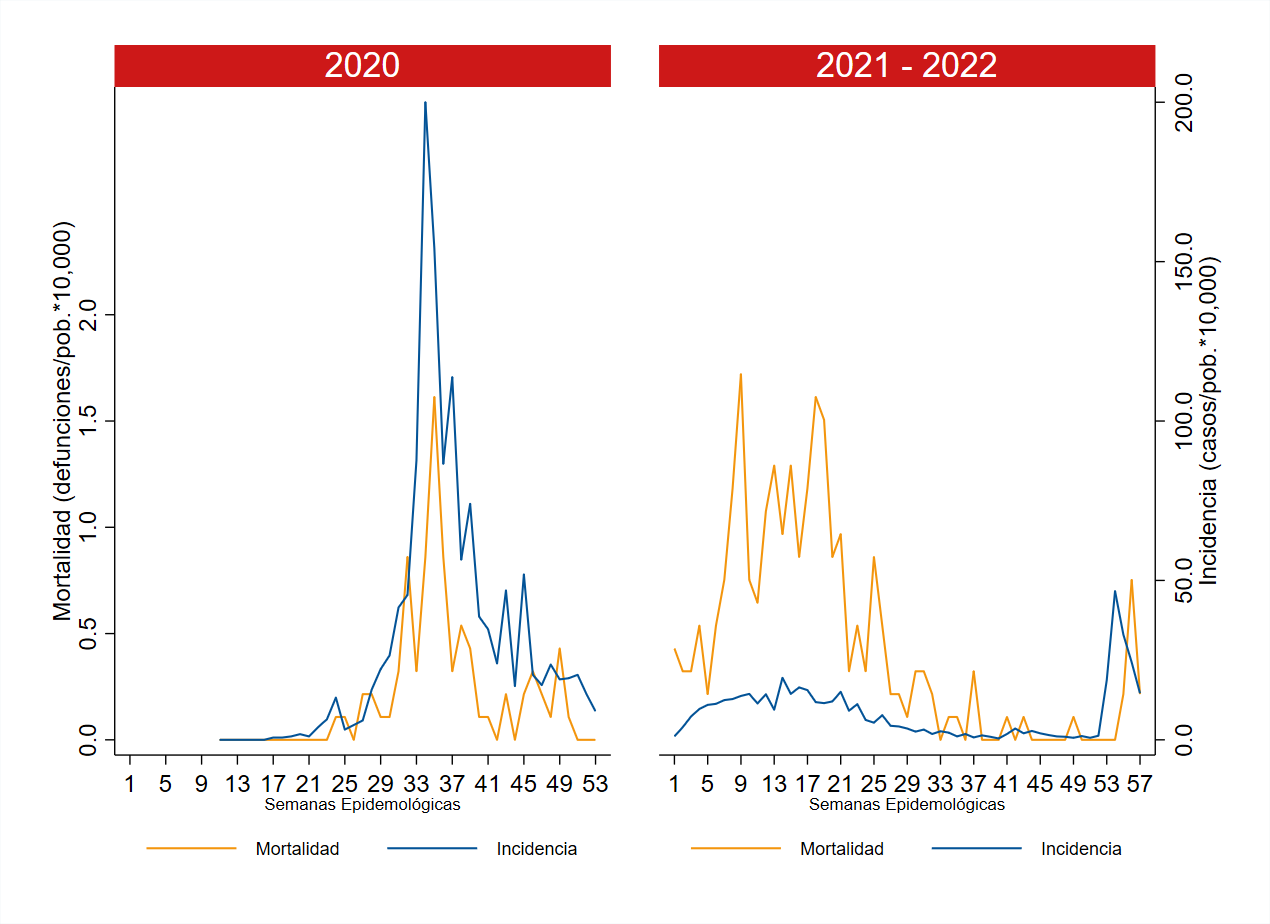 2020
2021 - 2022
Mortalidad (defunciones/pob.*10,000)
2.0
1.5
1.0
0.5
0.0
200.0
150.0
100.0
50.0
0.0
Incidencia (casos/pob.*10,000)
1 5 9 13 17 21 25 29 33 37 41 45 49 53
Semanas Epidemológicas
1 5 9 13 17 21 25 29 33 37 41 45 49 53 57
Semanas Epidemológicas
Mortalidad Incidencia
Mortalidad Incidencia